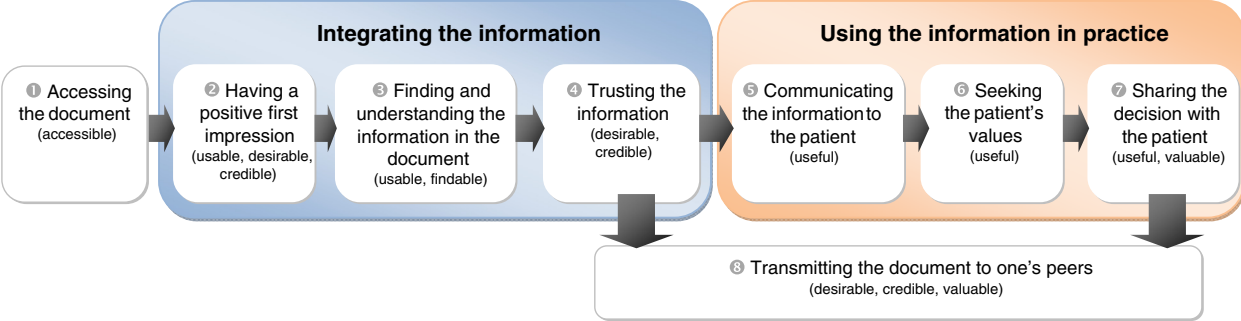 Integrating the information
Using the information in practice
❶ Accessing
the document
(accessible)
❷ Having a
positive first
impression
(usable, desirable,
credible)
❸ Finding and
understanding the
information in the
document
(usable, findable)
❹ Trusting the
information
(desirable,
credible)
❺ Communicating
the information to
the patient
(useful)
❻ Seeking
the patient's
values
(useful)
❼ Sharing the
decision with
the patient
(useful, valuable)
❽ Transmitting the document to one's peers
(desirable, credible, valuable)